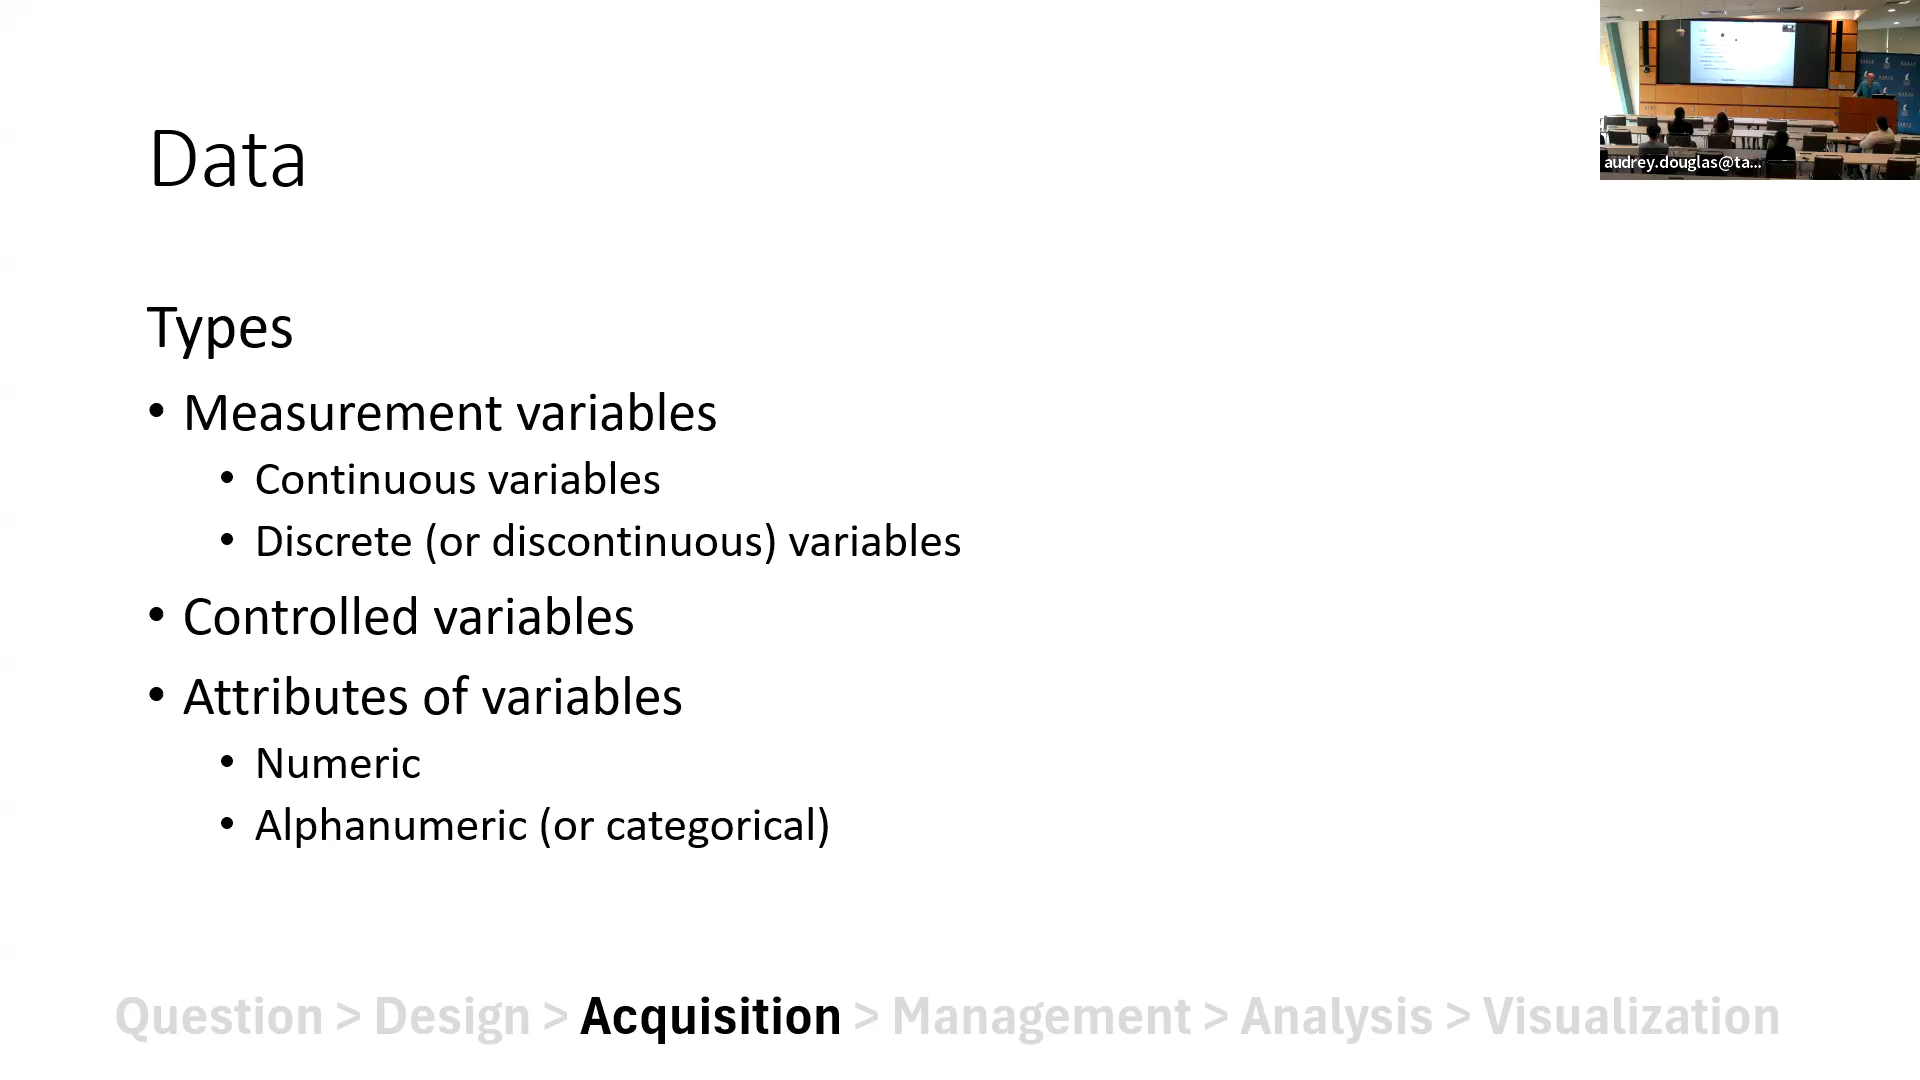 Data
audrey.douglas@ta...
Types
• Measurement variables
• Continuous variables
• Discrete (or discontinuous) variables
• Controlled variables
• Attributes of variables
• Numeric
• Alphanumeric (or categorical)
Question > Design > Acquisition > Management > Analysis > Visualization